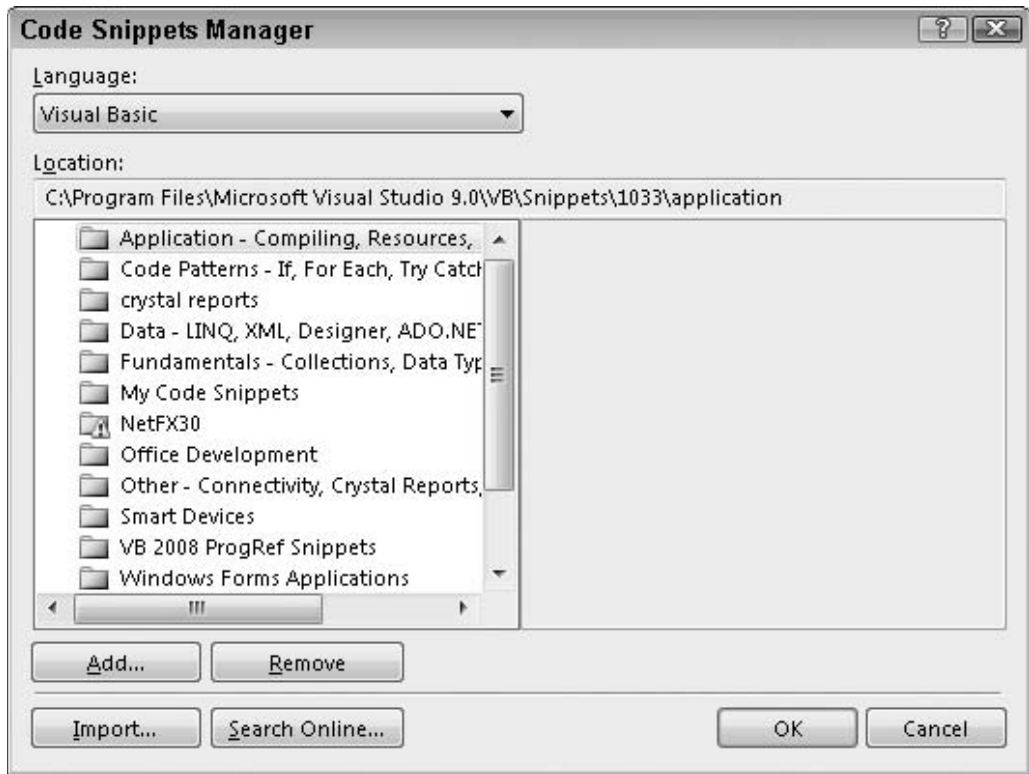 Code Snippets Manager
?
Language:
Visual Basic
Location:
C:\Program Files\Microsoft Visual Studio 9.0\VB\Snippets\1033\application
Application - Compiling, Resources,
Code Patterns - If, For Each, Try Catch
crystal reports
Data - LINQ, XML, Designer, ADO.NET
Fundamentals - Collections, Data Typ
My Code Snippets
NetFX30
Office Development
Other - Connectivity, Crystal Reports,
Smart Devices
VB 2008 ProgRef Snippets
Windows Forms Applications
Add... Remove
Import... Search Online... OK Cancel